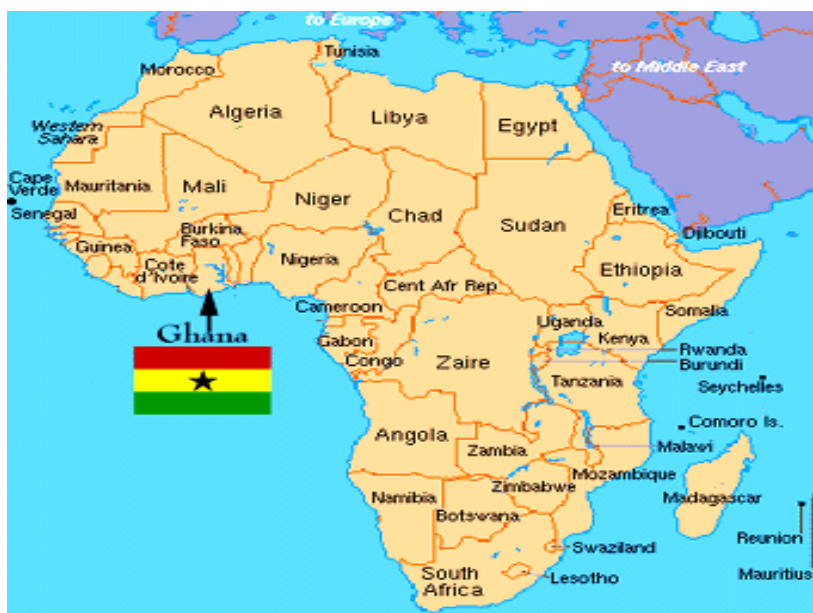 to Europe
Tunisia
Morocco
to Middle East
Algeria
Libya
Egypt
Western
Sahara
Cape
Verde
Mauritania
Mali
Niger
Chad
Sudan
Eritrea
Senegal
Djibouti
Burkina
Faso
Guinea
Cote
d'Ivoire
Nigeria
Ethiopia
Cent Afr Rep
Cameroon
Somalia
Ghana
Uganda
Kenya
Gabon
Congo
Zaire
Rwanda
Burundi
Tanzania
Seychelles
Comoro Is.
Angola
Zambia
Malawi
Mozambique
Zimbabwe
Namibia
Madagascar
Botswana
Reunion
Swaziland
Mauritius
South
Africa
Lesotho